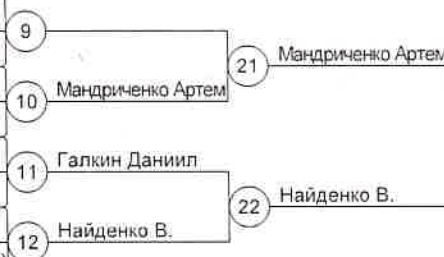 9
21
Мандриченко Артем
10
Мандриченко Артем
11
Галкин Даниил
22
Найденко В.
12
Найденко В.